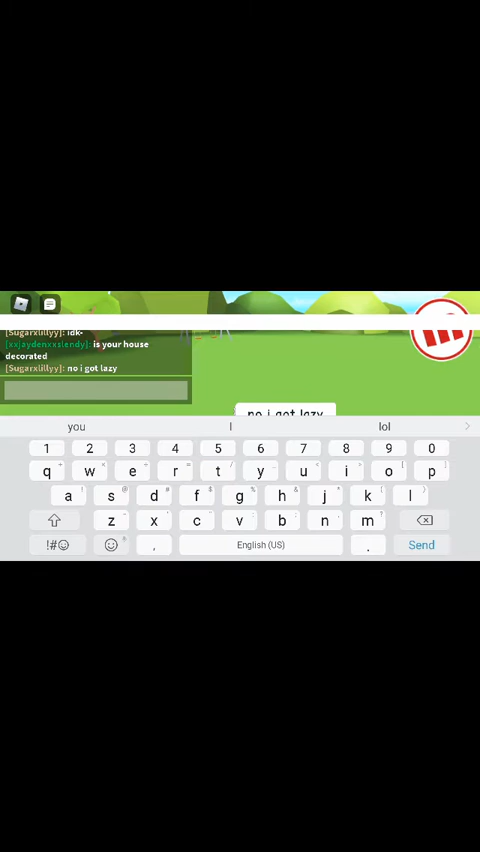 [Sugarxlillyy]: idk-
[xxjaydenxxslendy]: is your house
decorated
[Sugarxlillyy]: no i got lazy
no i got lazy
you I lol
1 2 3 4 5 6 7 8 9 0
q w e r t y u i o p
a s d f g h j k l
z x c v b n m
!#☺ , English (US) . Send